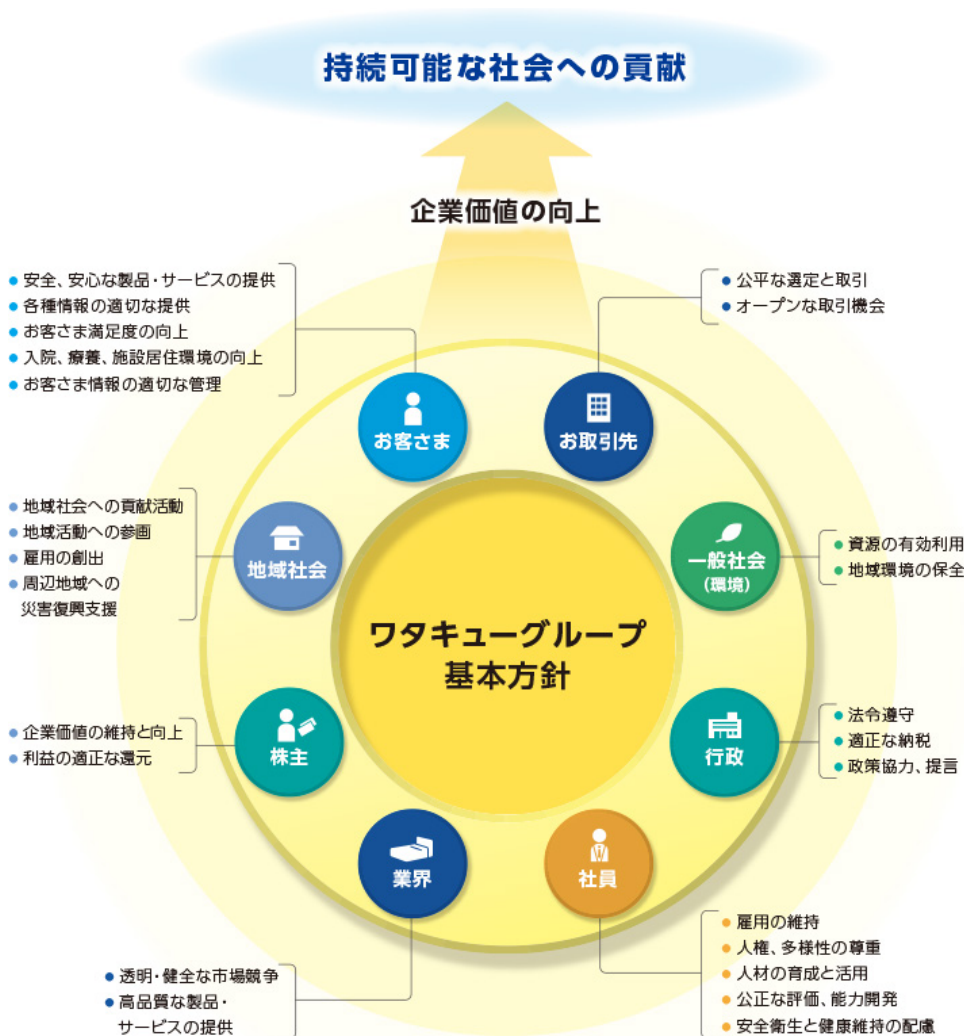 持続可能な社会への貢献
企業価値の向上
● 安全、安心な製品・サービスの提供
● 各種情報の適切な提供
● お客さま満足度の向上
● 入院、療養、施設居住環境の向上
● お客さま情報の適切な管理
● 公平な選定と取引
● オープンな取引機会
お客さま
お取引先
● 地域社会への貢献活動
● 地域活動への参画
● 雇用の創出
● 周辺地域への
災害復興支援
地域社会
一般社会
(環境)
● 資源の有効利用
● 地域環境の保全
ワタキューグループ
基本方針
● 企業価値の維持と向上
● 利益の適正な還元
株主
行政
● 法令遵守
● 適正な納税
● 政策協力、提言
業界
社員
● 透明・健全な市場競争
● 高品質な製品・
サービスの提供
● 雇用の維持
● 人権、多様性の尊重
● 人材の育成と活用
● 公正な評価、能力開発
● 安全衛生と健康維持の配慮